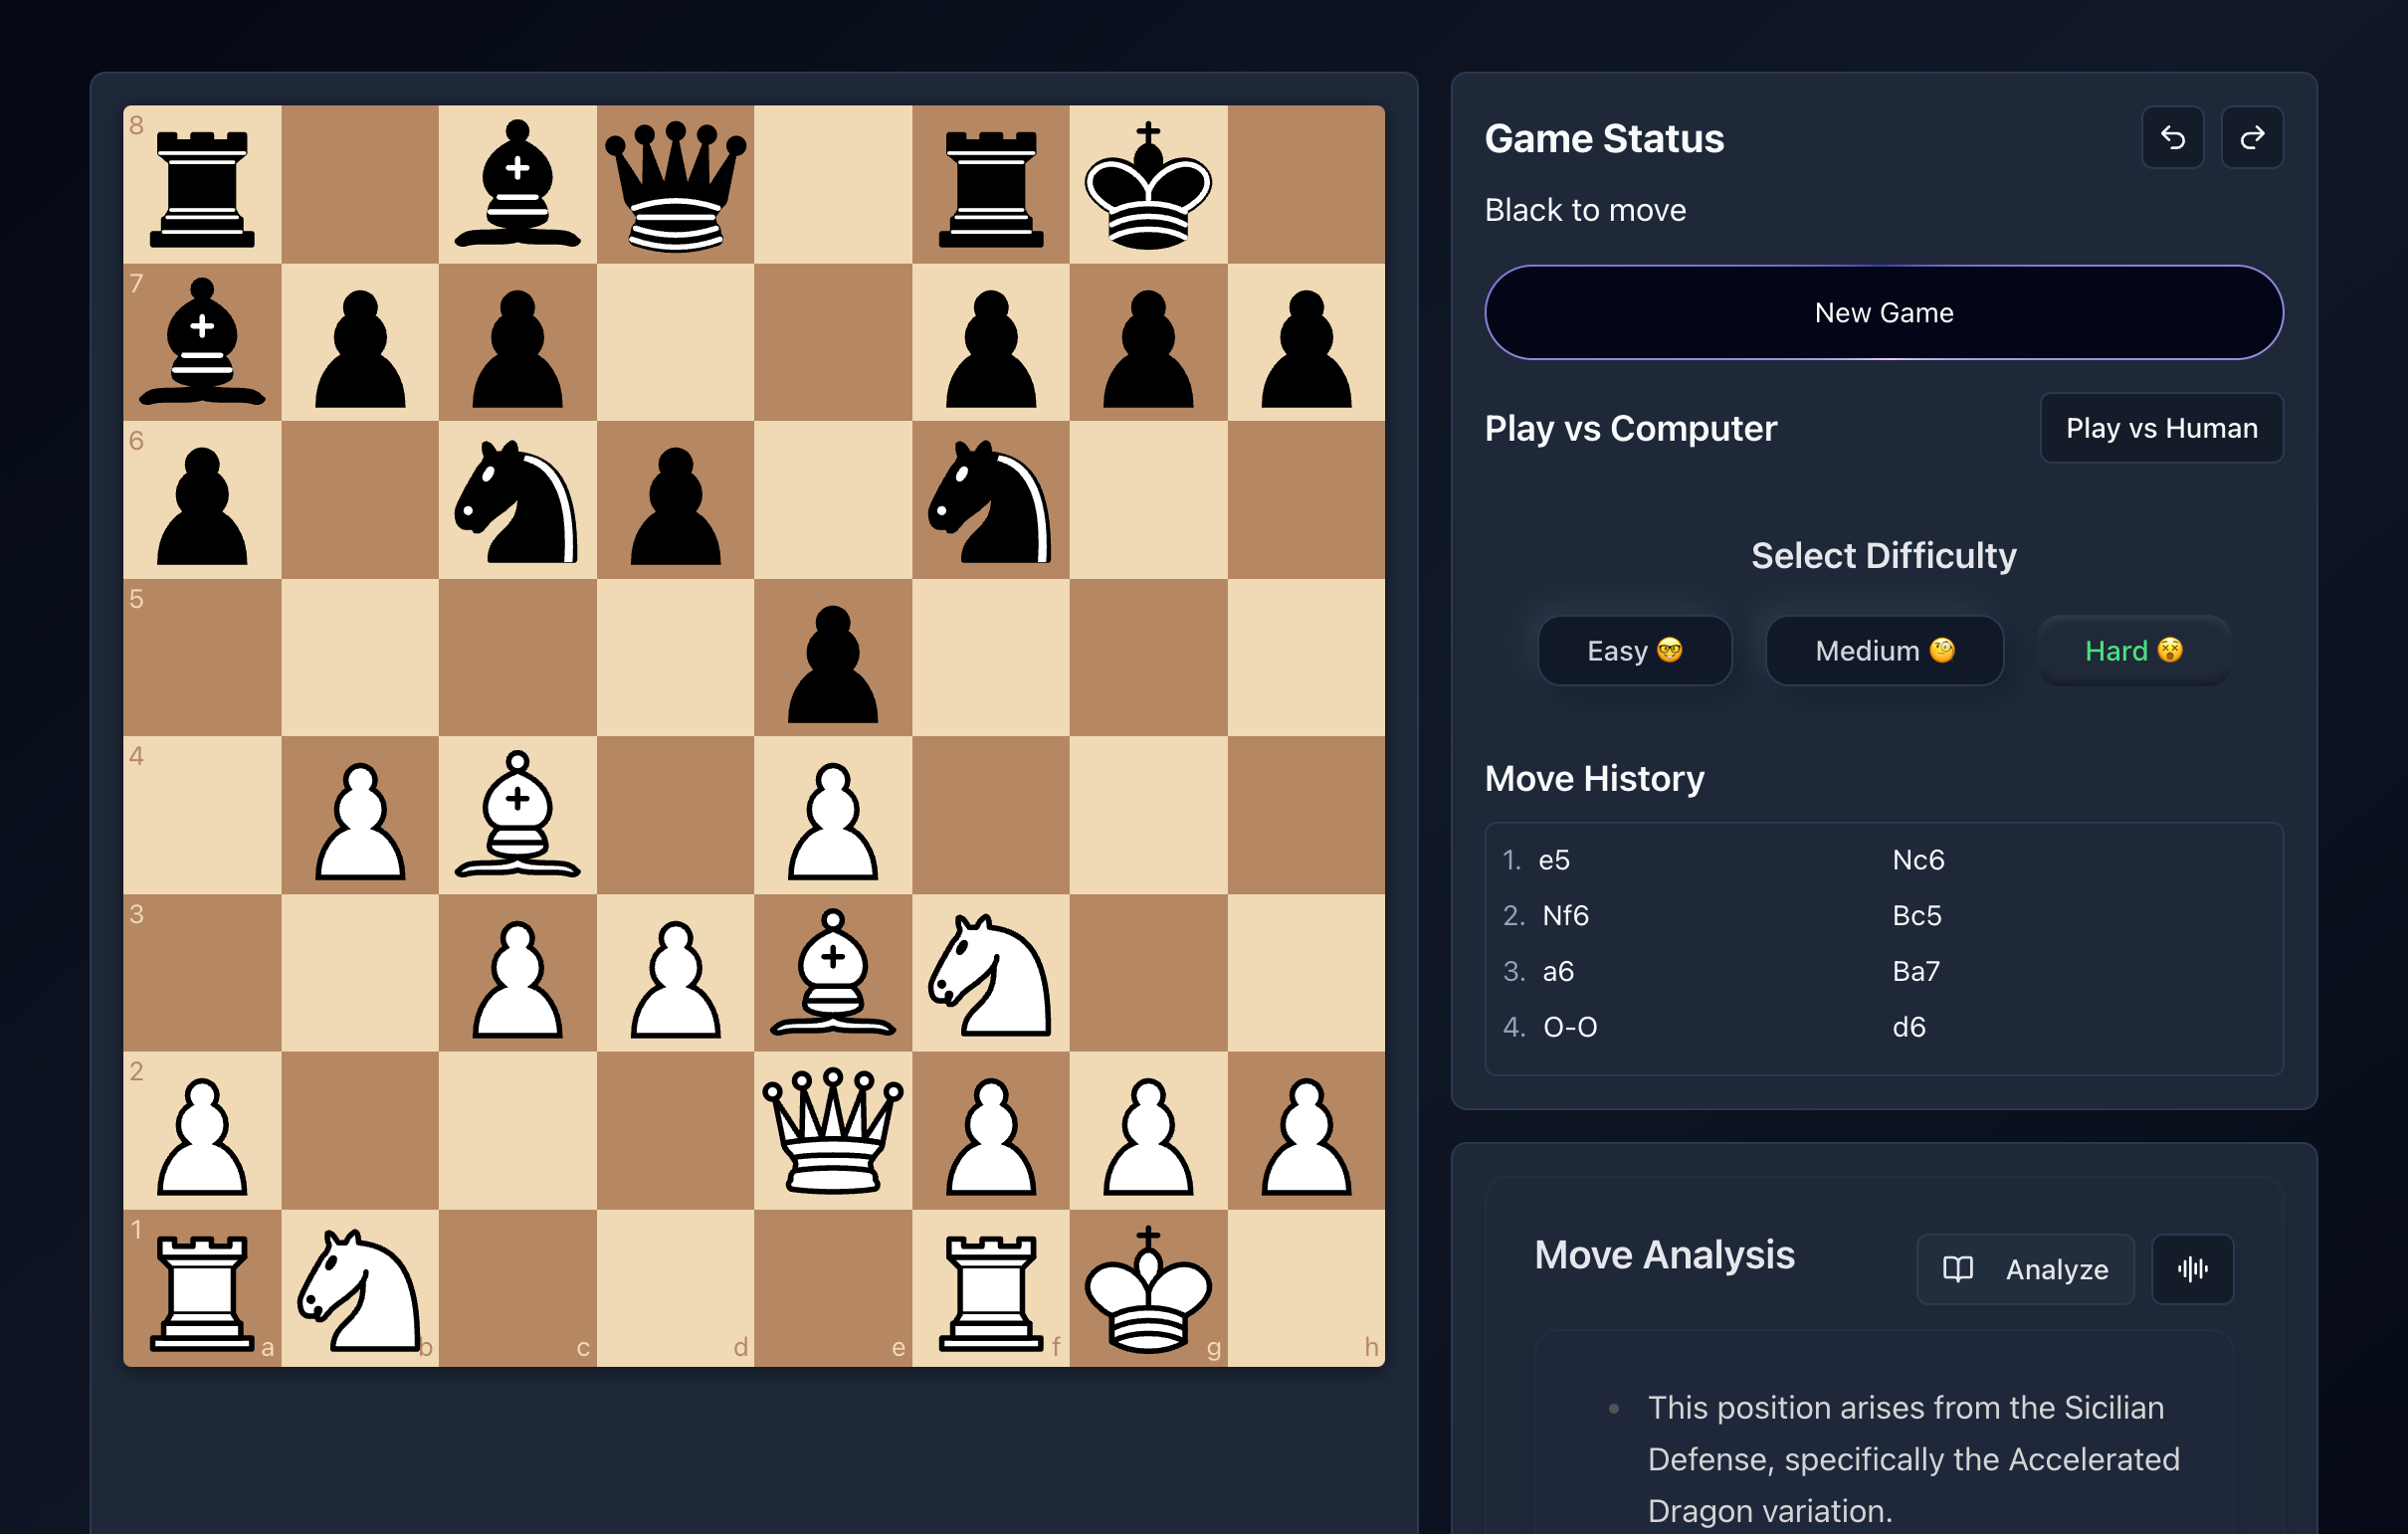 8
7
6
5
4
3
2
1
a b c d e f g h
Game Status
Black to move
New Game
Play vs Computer
Play vs Human
Select Difficulty
Easy 🤓
Medium 🧐
Hard 😵
Move History
1. e5 Nc6
2. Nf6 Bc5
3. a6 Ba7
4. O-O d6
Move Analysis
Analyze
• This position arises from the Sicilian
Defense, specifically the Accelerated
Dragon variation.